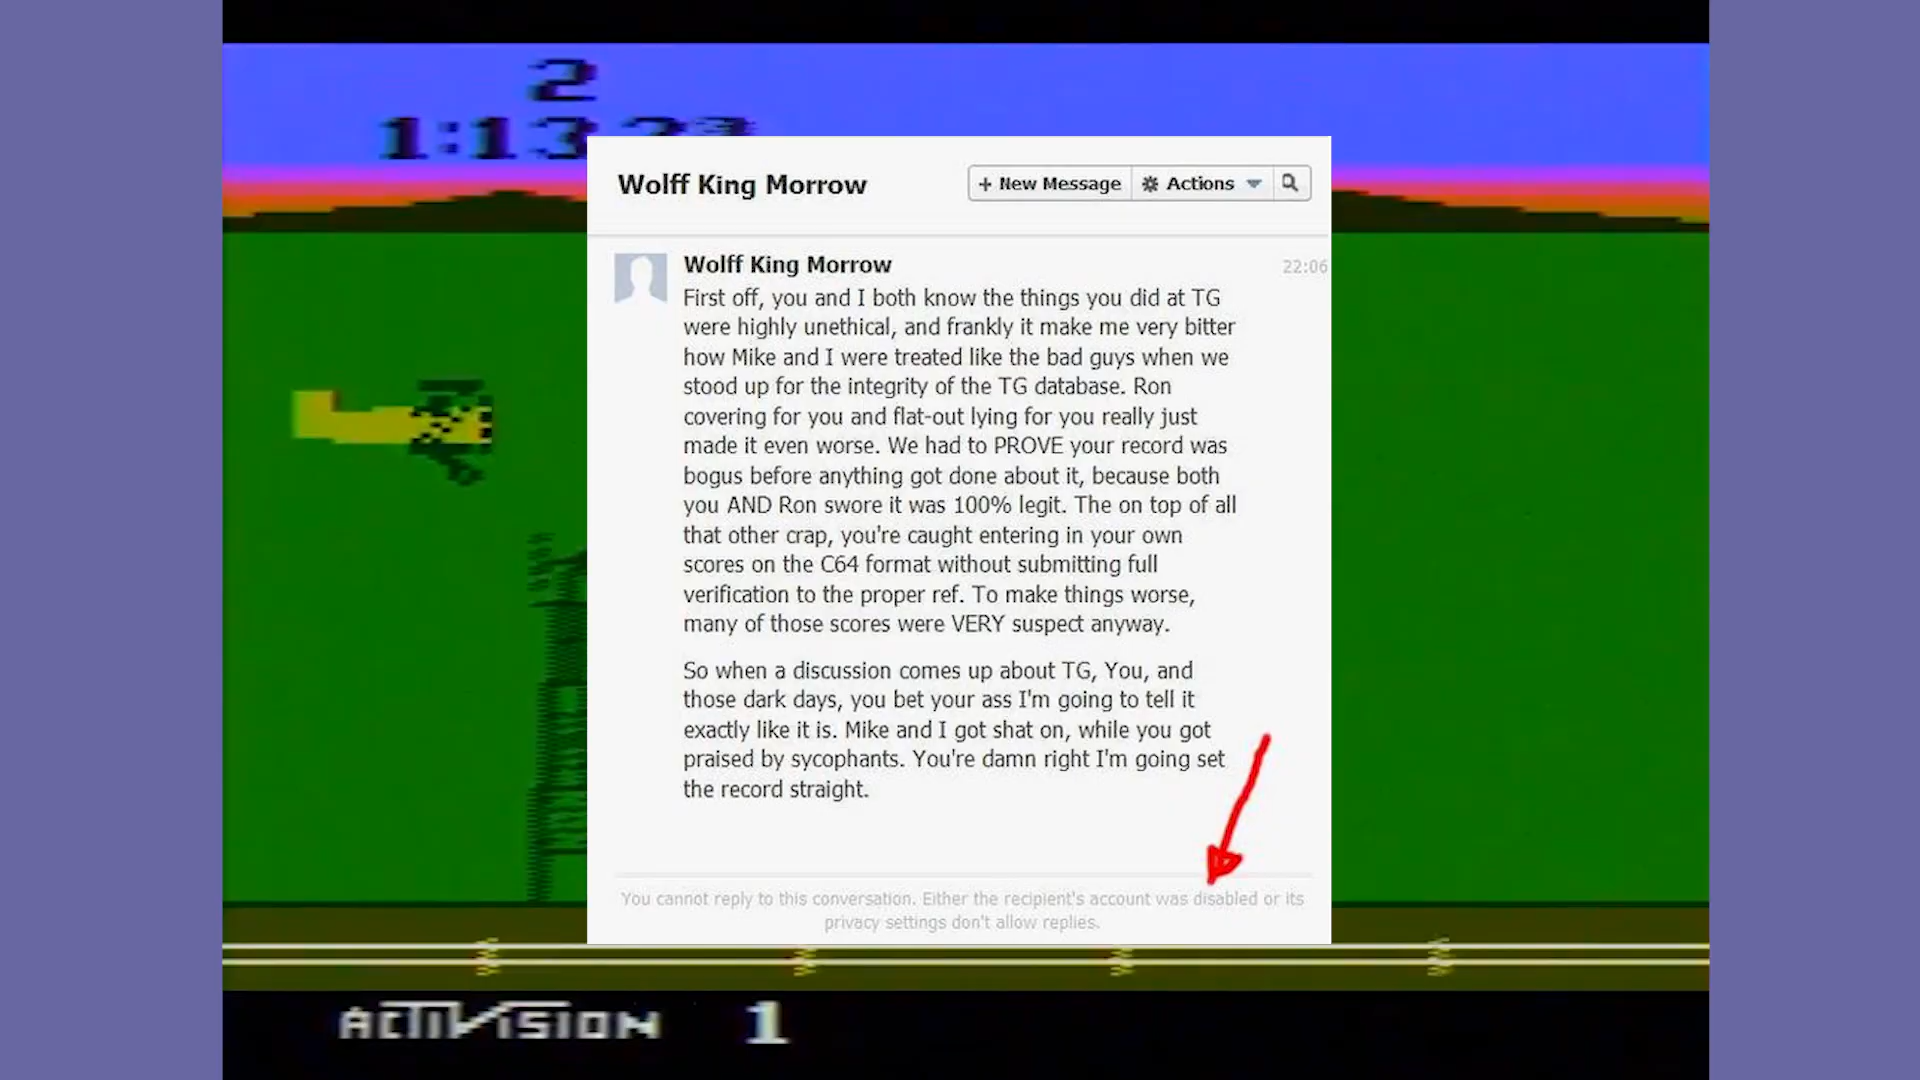 2
1:13
Wolff King Morrow
+ New Message
Actions
Wolff King Morrow
22:06
First off, you and I both know the things you did at TG
were highly unethical, and frankly it make me very bitter
how Mike and I were treated like the bad guys when we
stood up for the integrity of the TG database. Ron
covering for you and flat-out lying for you really just
made it even worse. We had to PROVE your record was
bogus before anything got done about it, because both
you AND Ron swore it was 100% legit. The on top of all
that other crap, you're caught entering in your own
scores on the C64 format without submitting full
verification to the proper ref. To make things worse,
many of those scores were VERY suspect anyway.
So when a discussion comes up about TG, You, and
those dark days, you bet your ass I'm going to tell it
exactly like it is. Mike and I got shat on, while you got
praised by sycophants. You're damn right I'm going set
the record straight.
You cannot reply to this conversation. Either the recipient's account was disabled or its
privacy settings don't allow replies.
ACTIVISION 1